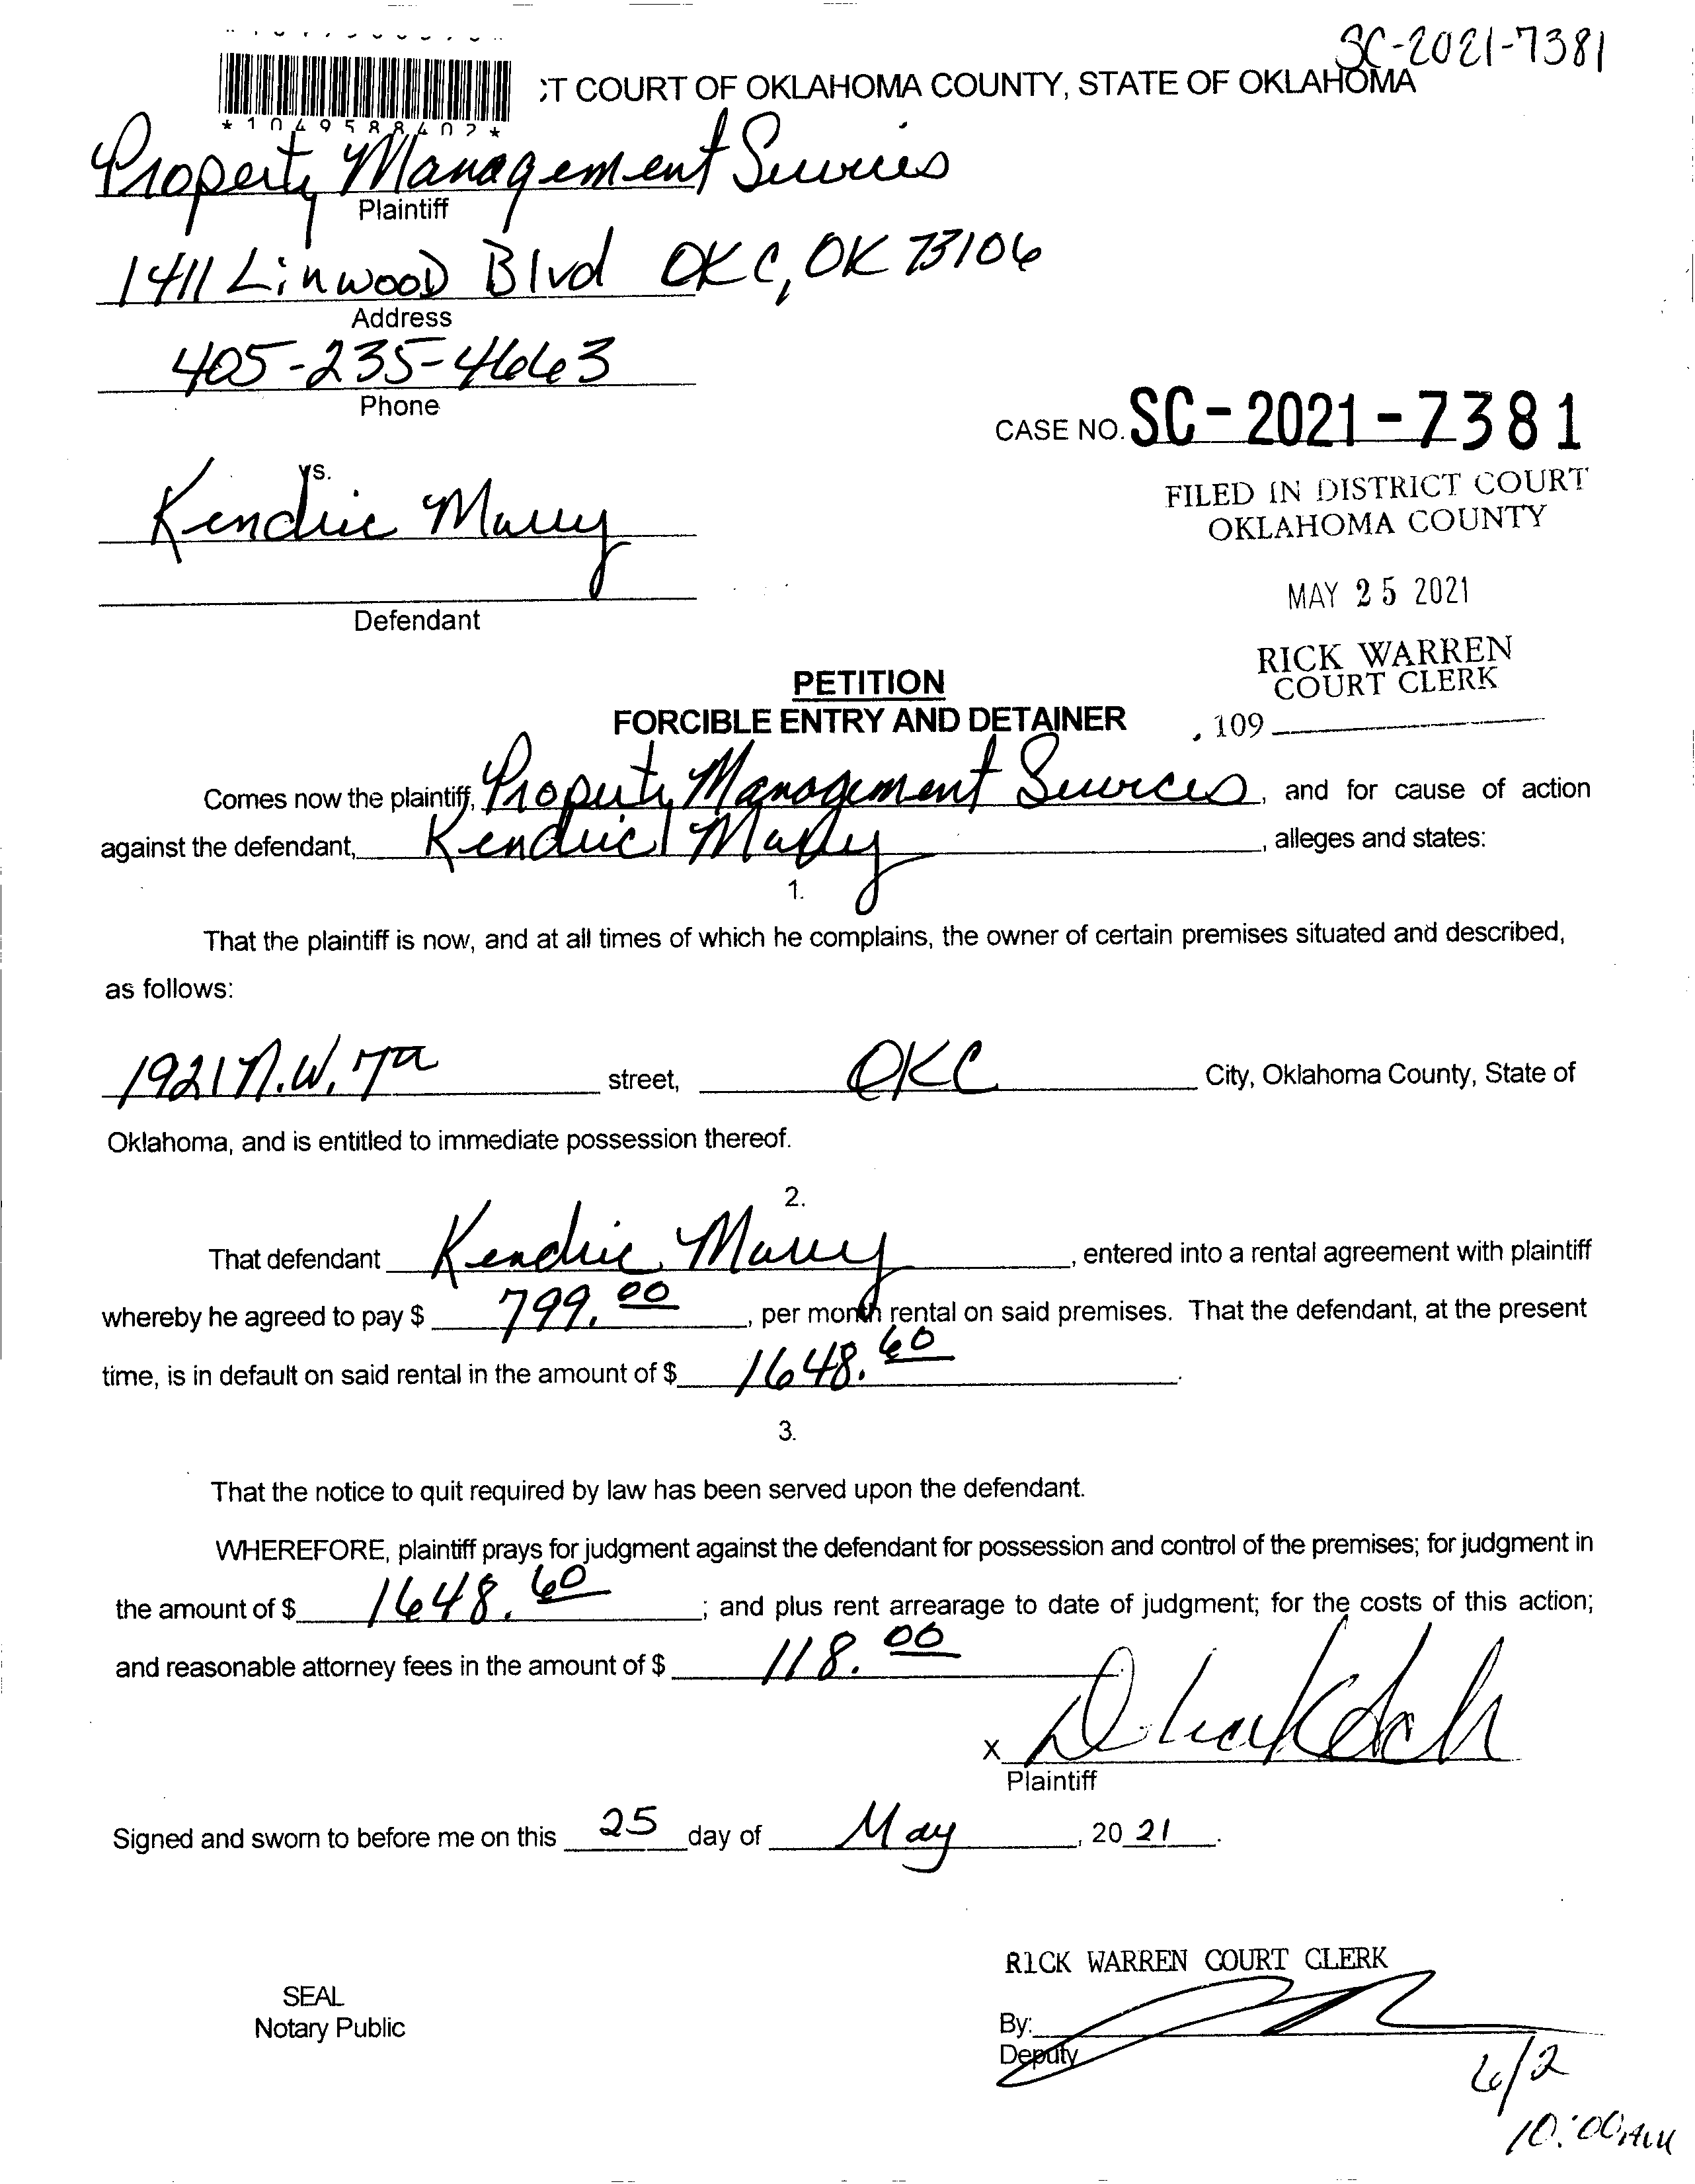 SC-2021-7381
;T COURT OF OKLAHOMA COUNTY, STATE OF OKLAHOMA
*1049588402*
Property Management Services
Plaintiff
1411 Linwood Blvd OKC, OK 73106
Address
405-235-4663
Phone
CASE NO. SC-2021-7381
vs.
FILED IN DISTRICT COURT
OKLAHOMA COUNTY
Kendric
MAY 25 2021
Defendant
RICK WARREN
COURT CLERK
109
PETITION
FORCIBLE ENTRY AND DETAINER
Comes now the plaintiff, Property Management Services, and for cause of action
against the defendant, Kendric, alleges and states:
1.
That the plaintiff is now, and at all times of which he complains, the owner of certain premises situated and described,
as follows:
1921 N.W. street, OKC City, Oklahoma County, State of
Oklahoma, and is entitled to immediate possession thereof.
2.
That defendant Kendric, entered into a rental agreement with plaintiff
whereby he agreed to pay $ 799.00, per month rental on said premises. That the defendant, at the present
time, is in default on said rental in the amount of $ 1648.60.
3.
That the notice to quit required by law has been served upon the defendant.
WHEREFORE, plaintiff prays for judgment against the defendant for possession and control of the premises; for judgment in
the amount of $ 1648.60; and plus rent arrearage to date of judgment; for the costs of this action;
and reasonable attorney fees in the amount of $ 118.00
x
Plaintiff
Signed and sworn to before me on this 25 day of May, 2021.
RICK WARREN COURT CLERK
SEAL
Notary Public
By:
Deputy
6/2
10:00 AM